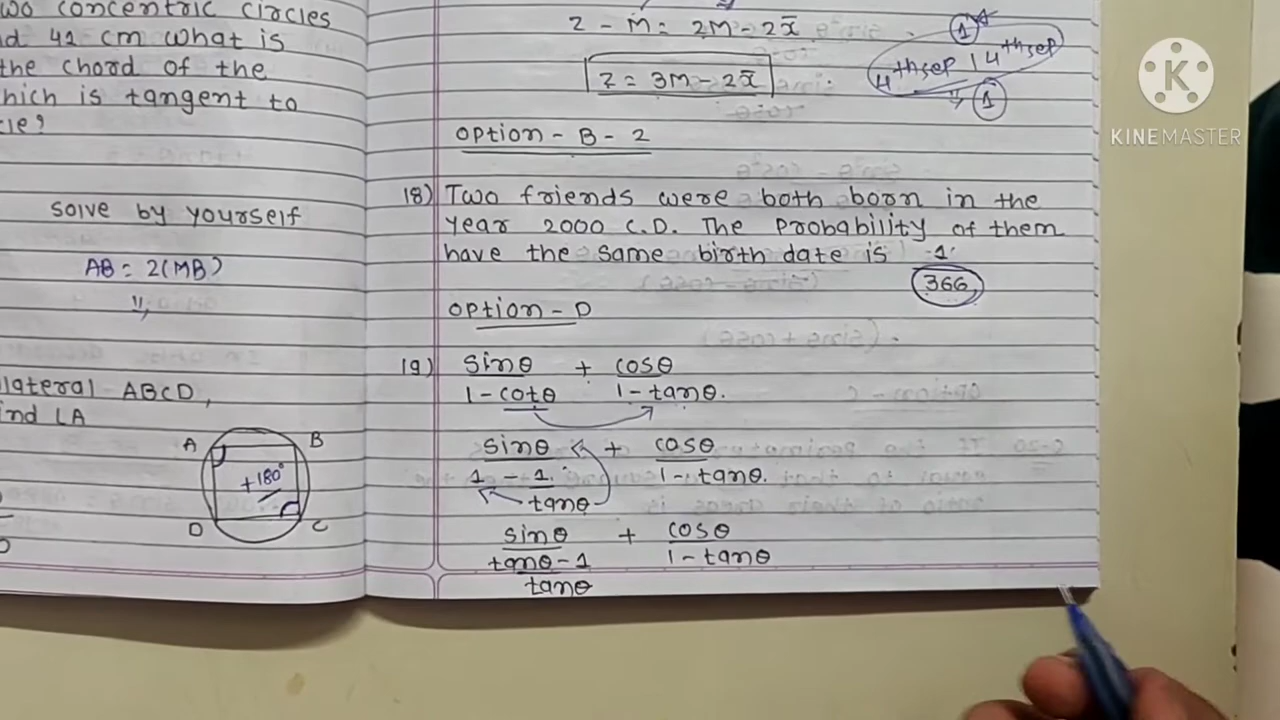 wo concentric circles
d 42 cm what is
the chord of the
hich is tangent to
cle?
solve by yourself
AB = 2(MB)
lateral ABCD,
ind LA
A B
+180°
D C
Z - M = 2M - 2x̄
Z = 3M - 2x̄
1
4th sep | 4th sep
1
option - B - 2
18) Two friends were both born in the
year 2000 C.D. The probability of them
have the same birth date is 1
366
option - D
19) sinθ + cosθ
1 - cotθ 1 - tanθ.
sinθ + cosθ
1 - 1 1 - tanθ.
tanθ
sinθ + cosθ
tanθ - 1 1 - tanθ
tanθ
K
KINEMASTER